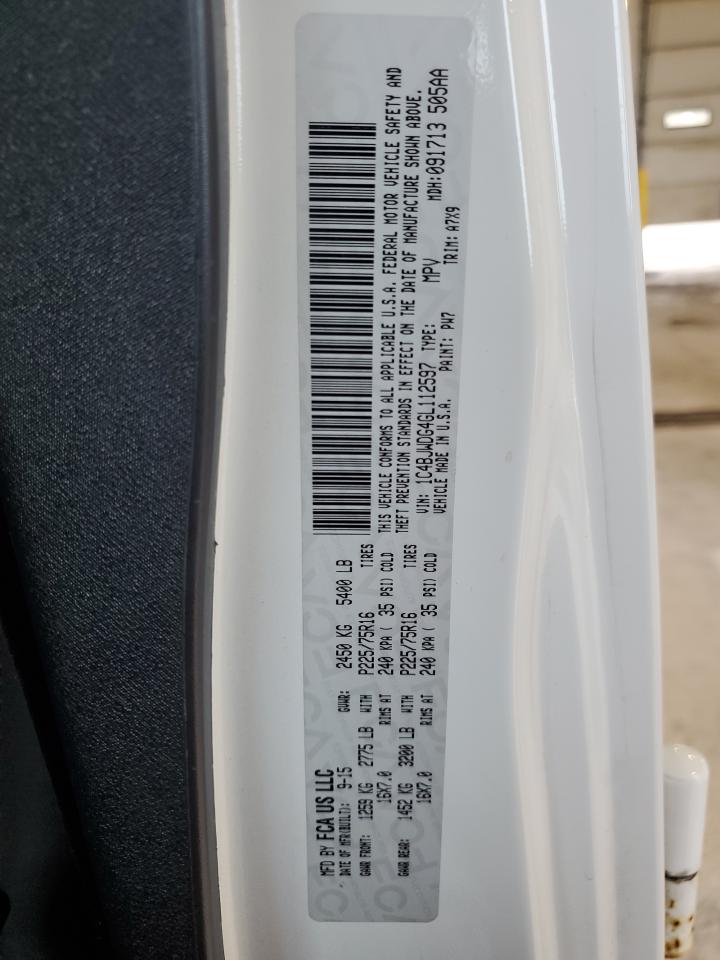 MFD BY FCA US LLC
DATE OF MFR(BUILT): 9-15 GVWR: 2450 KG 5400 LB
GAWR FRONT: 1259 KG 2775 LB WITH P225/75R16 TIRES
16X7.0 RIMS AT 240 KPA ( 35 PSI) COLD
GAWR REAR: 1452 KG 3200 LB WITH P225/75R16 TIRES
16X7.0 RIMS AT 240 KPA ( 35 PSI) COLD
THIS VEHICLE CONFORMS TO ALL APPLICABLE U.S.A. FEDERAL MOTOR VEHICLE SAFETY AND
THEFT PREVENTION STANDARDS IN EFFECT ON THE DATE OF MANUFACTURE SHOWN ABOVE.
VIN: 1C4BJWDG4GL112597 TYPE: MPV MDH:091713 505AA
VEHICLE MADE IN U.S.A. PAINT: PW7 TRIM: A7X9